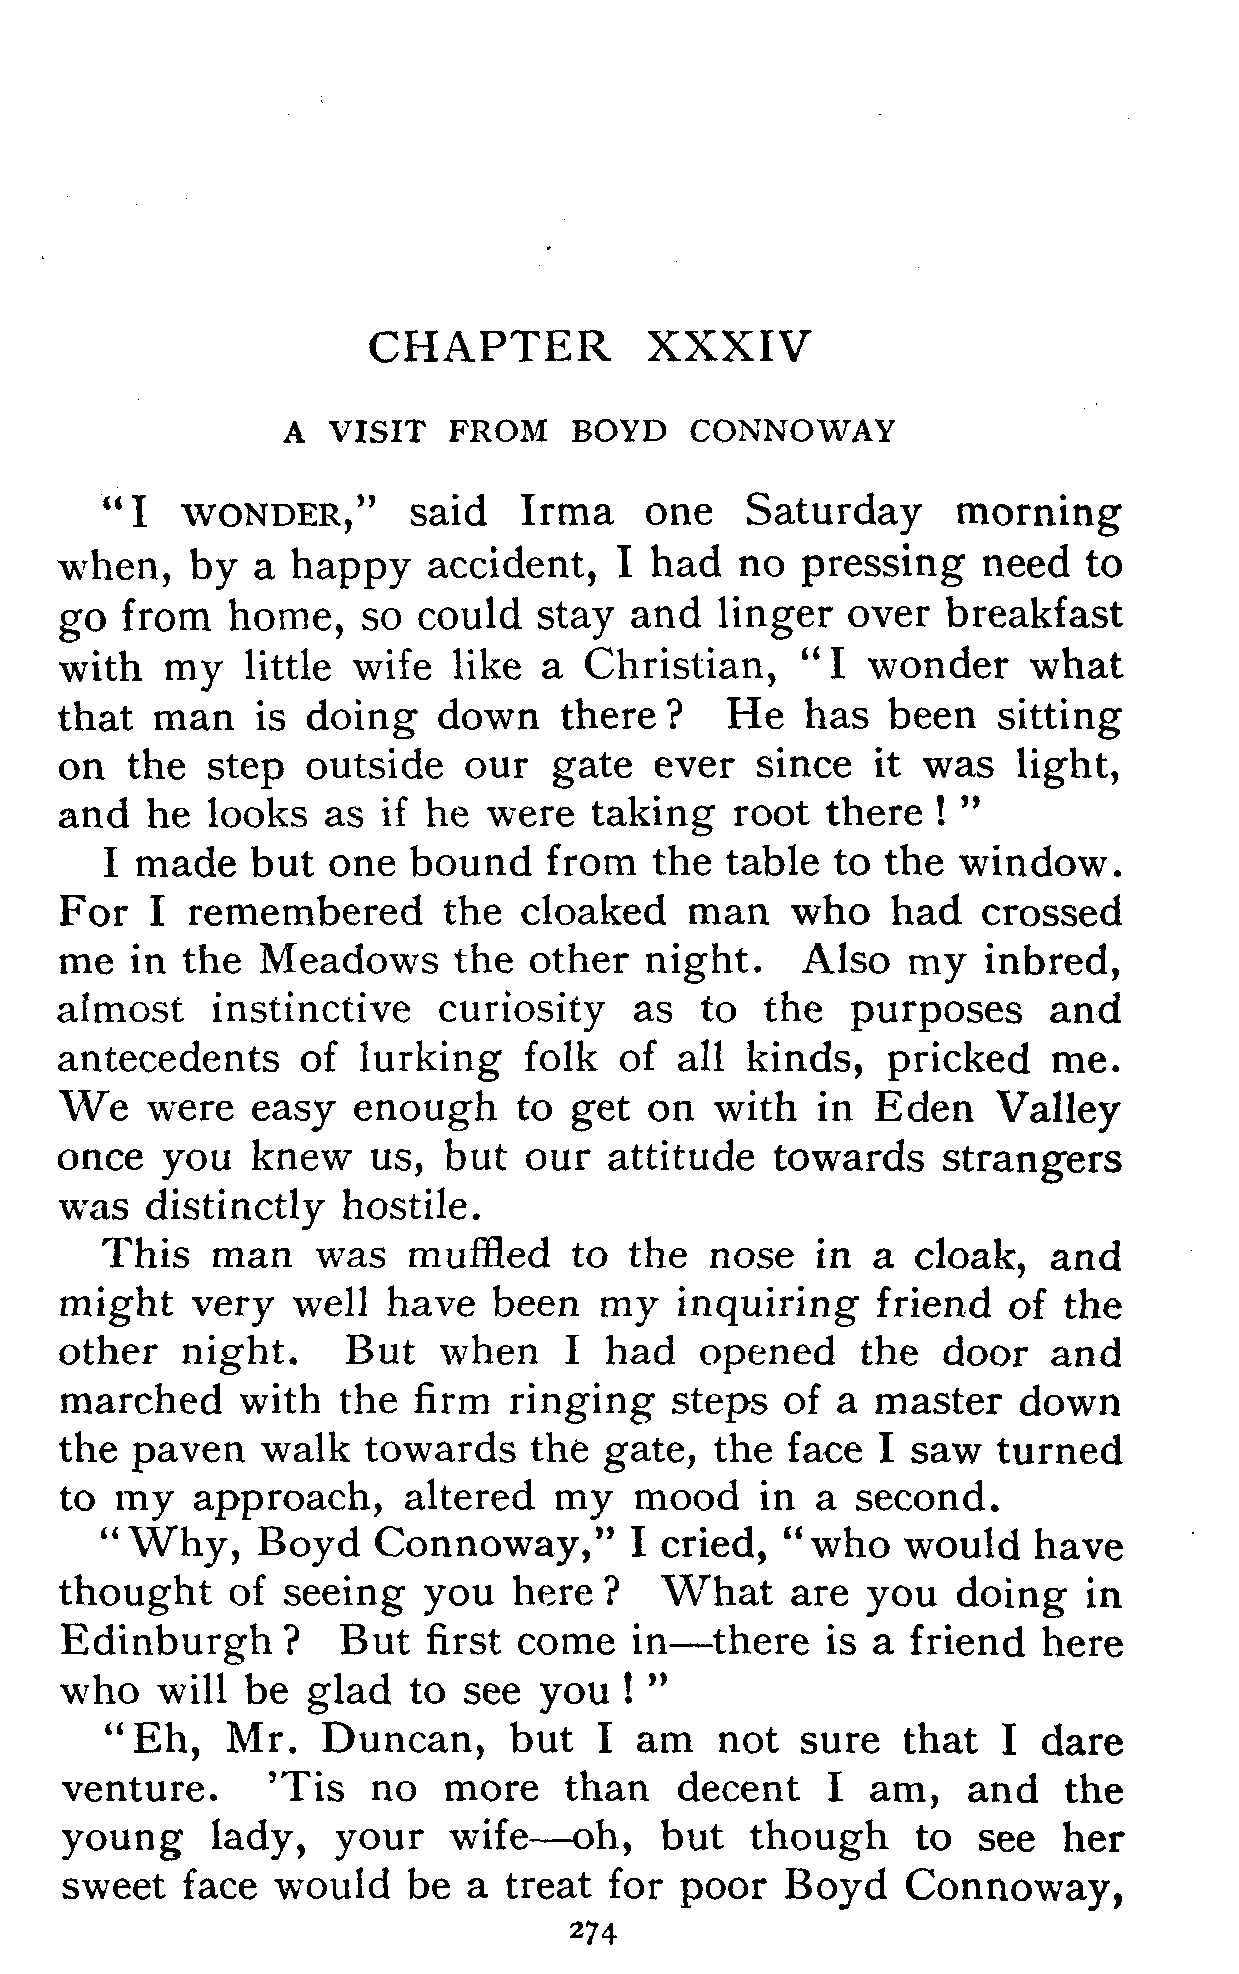 CHAPTER XXXIV
A VISIT FROM BOYD CONNOWAY
“I WONDER,” said Irma one Saturday morning
when, by a happy accident, I had no pressing need to
go from home, so could stay and linger over breakfast
with my little wife like a Christian, “I wonder what
that man is doing down there? He has been sitting
on the step outside our gate ever since it was light,
and he looks as if he were taking root there!”
I made but one bound from the table to the window.
For I remembered the cloaked man who had crossed
me in the Meadows the other night. Also my inbred,
almost instinctive curiosity as to the purposes and
antecedents of lurking folk of all kinds, pricked me.
We were easy enough to get on with in Eden Valley
once you knew us, but our attitude towards strangers
was distinctly hostile.
This man was muffled to the nose in a cloak, and
might very well have been my inquiring friend of the
other night. But when I had opened the door and
marched with the firm ringing steps of a master down
the paven walk towards the gate, the face I saw turned
to my approach, altered my mood in a second.
“Why, Boyd Connoway,” I cried, “who would have
thought of seeing you here? What are you doing in
Edinburgh? But first come in—there is a friend here
who will be glad to see you!”
“Eh, Mr. Duncan, but I am not sure that I dare
venture. ’Tis no more than decent I am, and the
young lady, your wife—oh, but though to see her
sweet face would be a treat for poor Boyd Connoway,
274